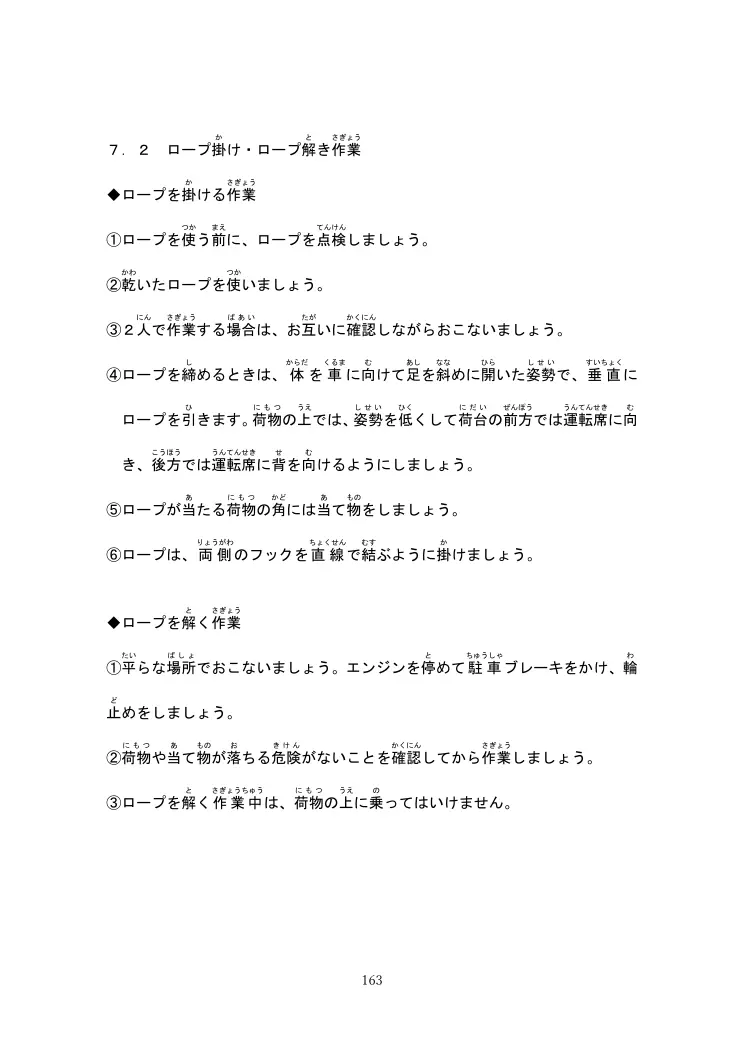 ７．２　ロープ掛け・ロープ解き作業
◆ロープを掛ける作業
①ロープを使う前に、ロープを点検しましょう。
②乾いたロープを使いましょう。
③２人で作業する場合は、お互いに確認しながらおこないましょう。
④ロープを締めるときは、体を車に向けて足を斜めに開いた姿勢で、垂直に
ロープを引きます。荷物の上では、姿勢を低くして荷台の前方では運転席に向
き、後方では運転席に背を向けるようにしましょう。
⑤ロープが当たる荷物の角には当て物をしましょう。
⑥ロープは、両側のフックを直線で結ぶように掛けましょう。
◆ロープを解く作業
①平らな場所でおこないましょう。エンジンを停めて駐車ブレーキをかけ、輪
止めをしましょう。
②荷物や当て物が落ちる危険がないことを確認してから作業しましょう。
③ロープを解く作業中は、荷物の上に乗ってはいけません。
163